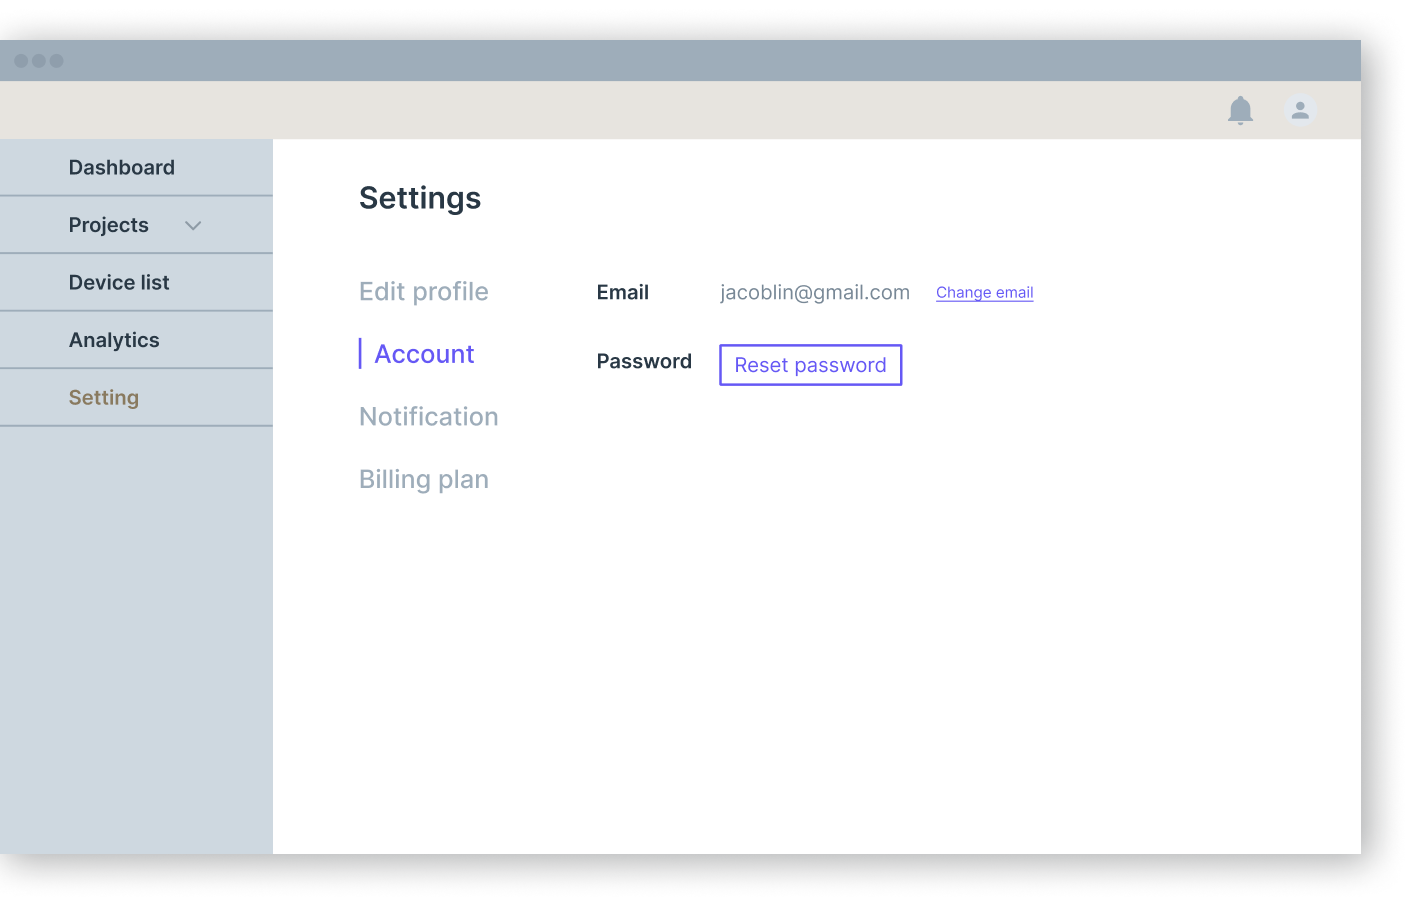 Dashboard
Projects
Device list
Analytics
Setting
Settings
Edit profile
Account
Notification
Billing plan
Email jacoblin@gmail.com Change email
Password Reset password